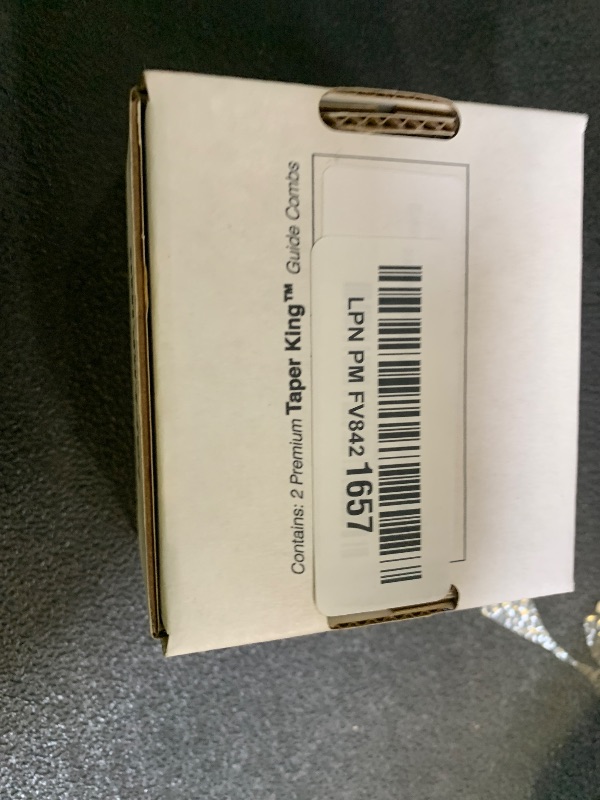 Contains: 2 Premium Taper King™ Guide Combs
LPN PM FV842 1657